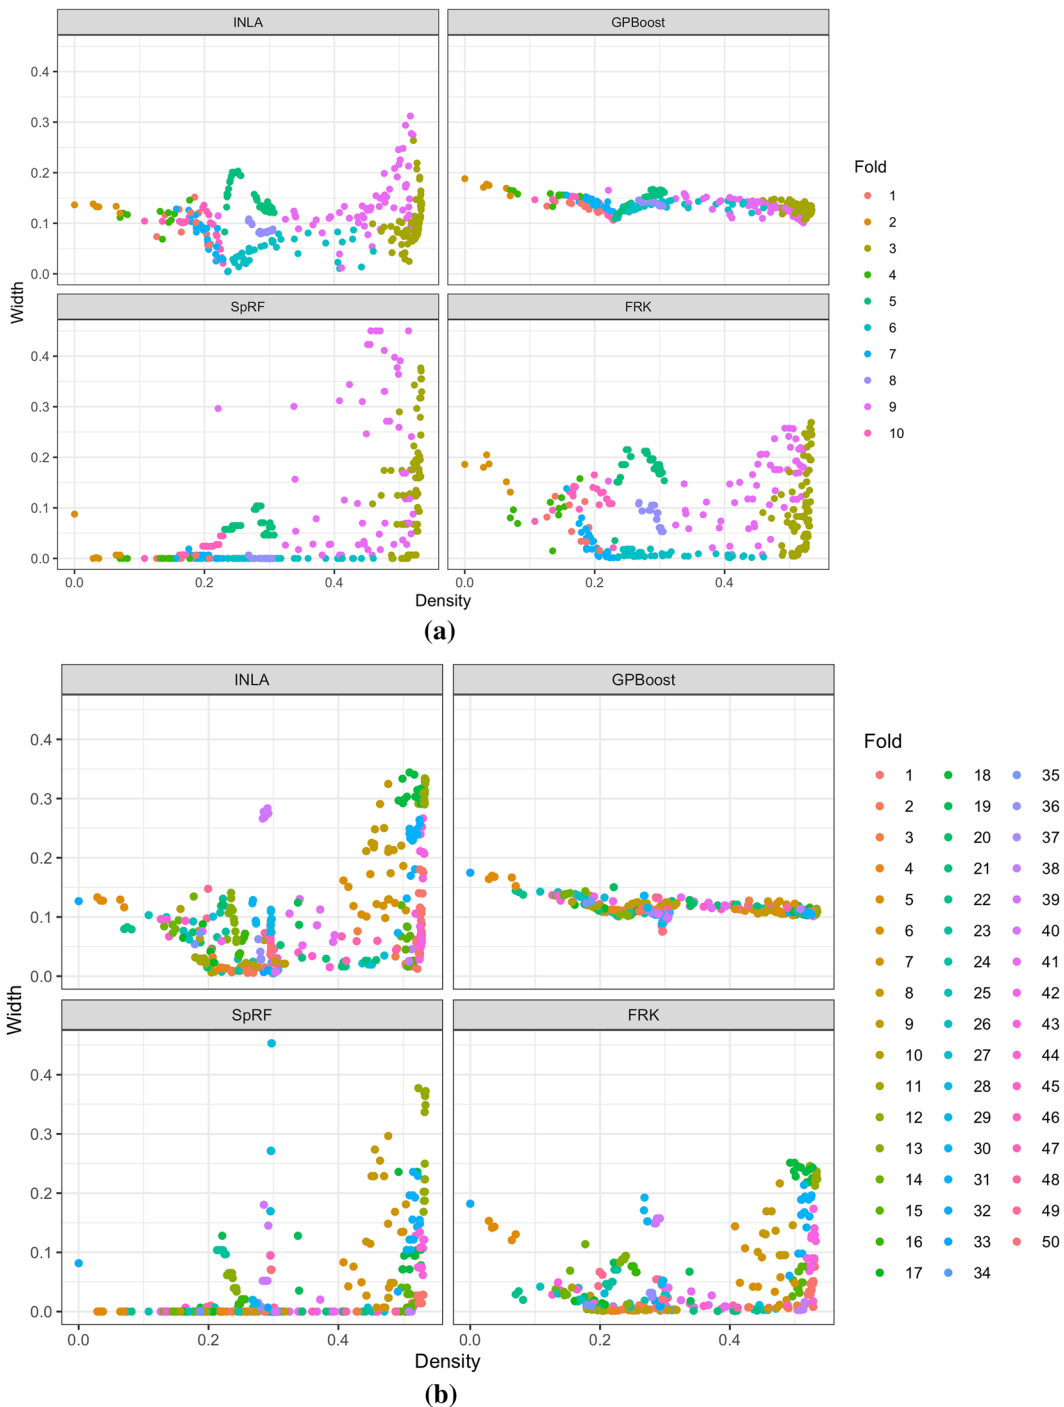 INLA GPBoost
0.4
0.3
0.2
0.1
0.0
SpRF FRK
0.4
0.3
0.2
0.1
0.0
0.0 0.2 0.4 0.0 0.2 0.4
Width
Density
Fold
1
2
3
4
5
6
7
8
9
10
(a)
INLA GPBoost
0.4
0.3
0.2
0.1
0.0
SpRF FRK
0.4
0.3
0.2
0.1
0.0
0.0 0.2 0.4 0.0 0.2 0.4
Width
Density
Fold
1 18 35
2 19 36
3 20 37
4 21 38
5 22 39
6 23 40
7 24 41
8 25 42
9 26 43
10 27 44
11 28 45
12 29 46
13 30 47
14 31 48
15 32 49
16 33 50
17 34
(b)